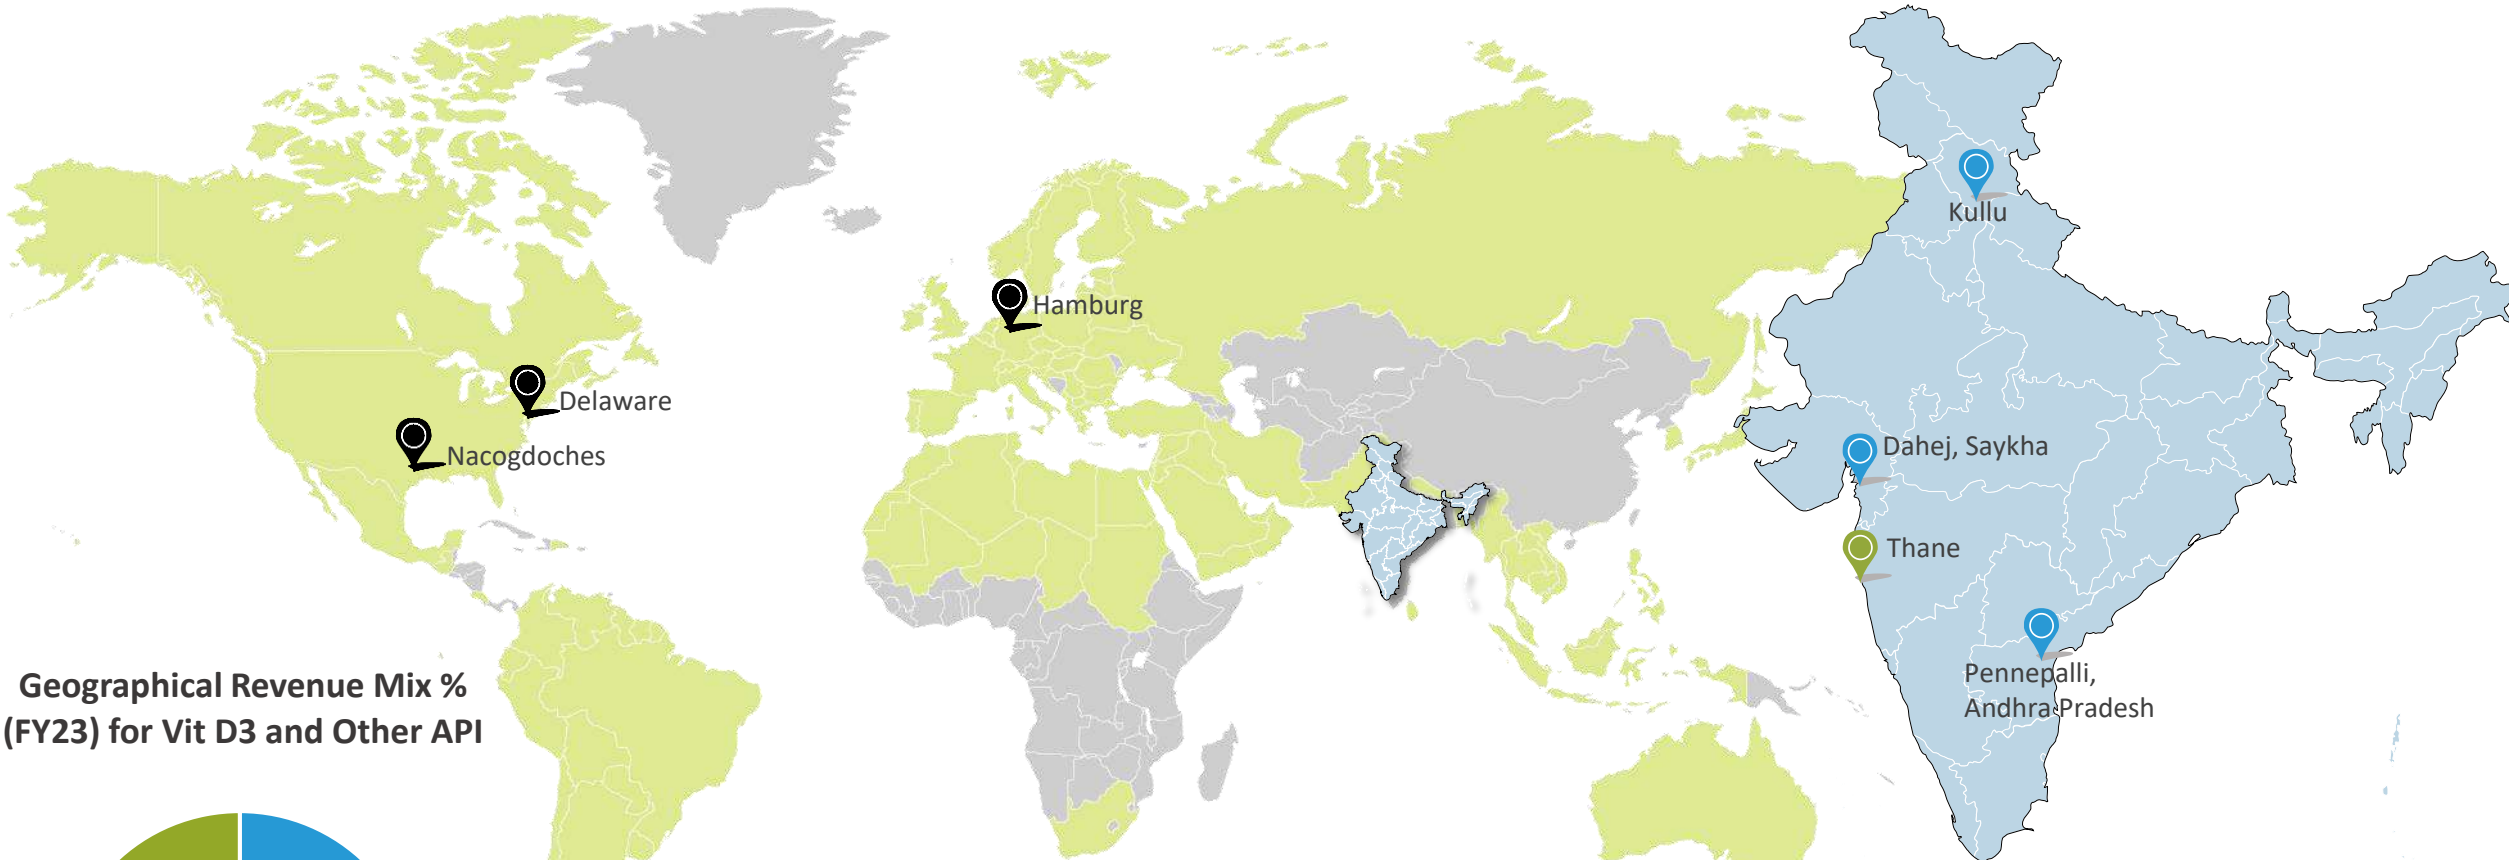 Kullu
Hamburg
Delaware
Nacogdoches
Dahej, Saykha
Thane
Pennepalli,
Andhra Pradesh
Geographical Revenue Mix %
(FY23) for Vit D3 and Other API